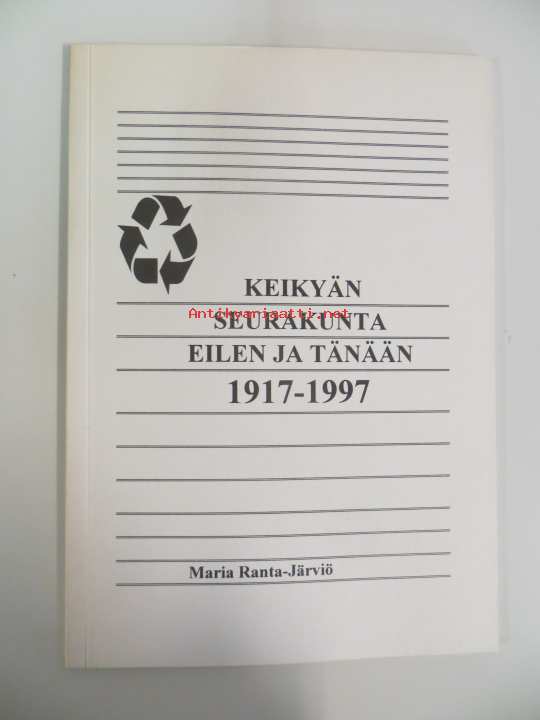 KEIKYÄN
Antikvariaatti.net
SEURAKUNTA
EILEN JA TÄNÄÄN
1917-1997
Maria Ranta-Järviö